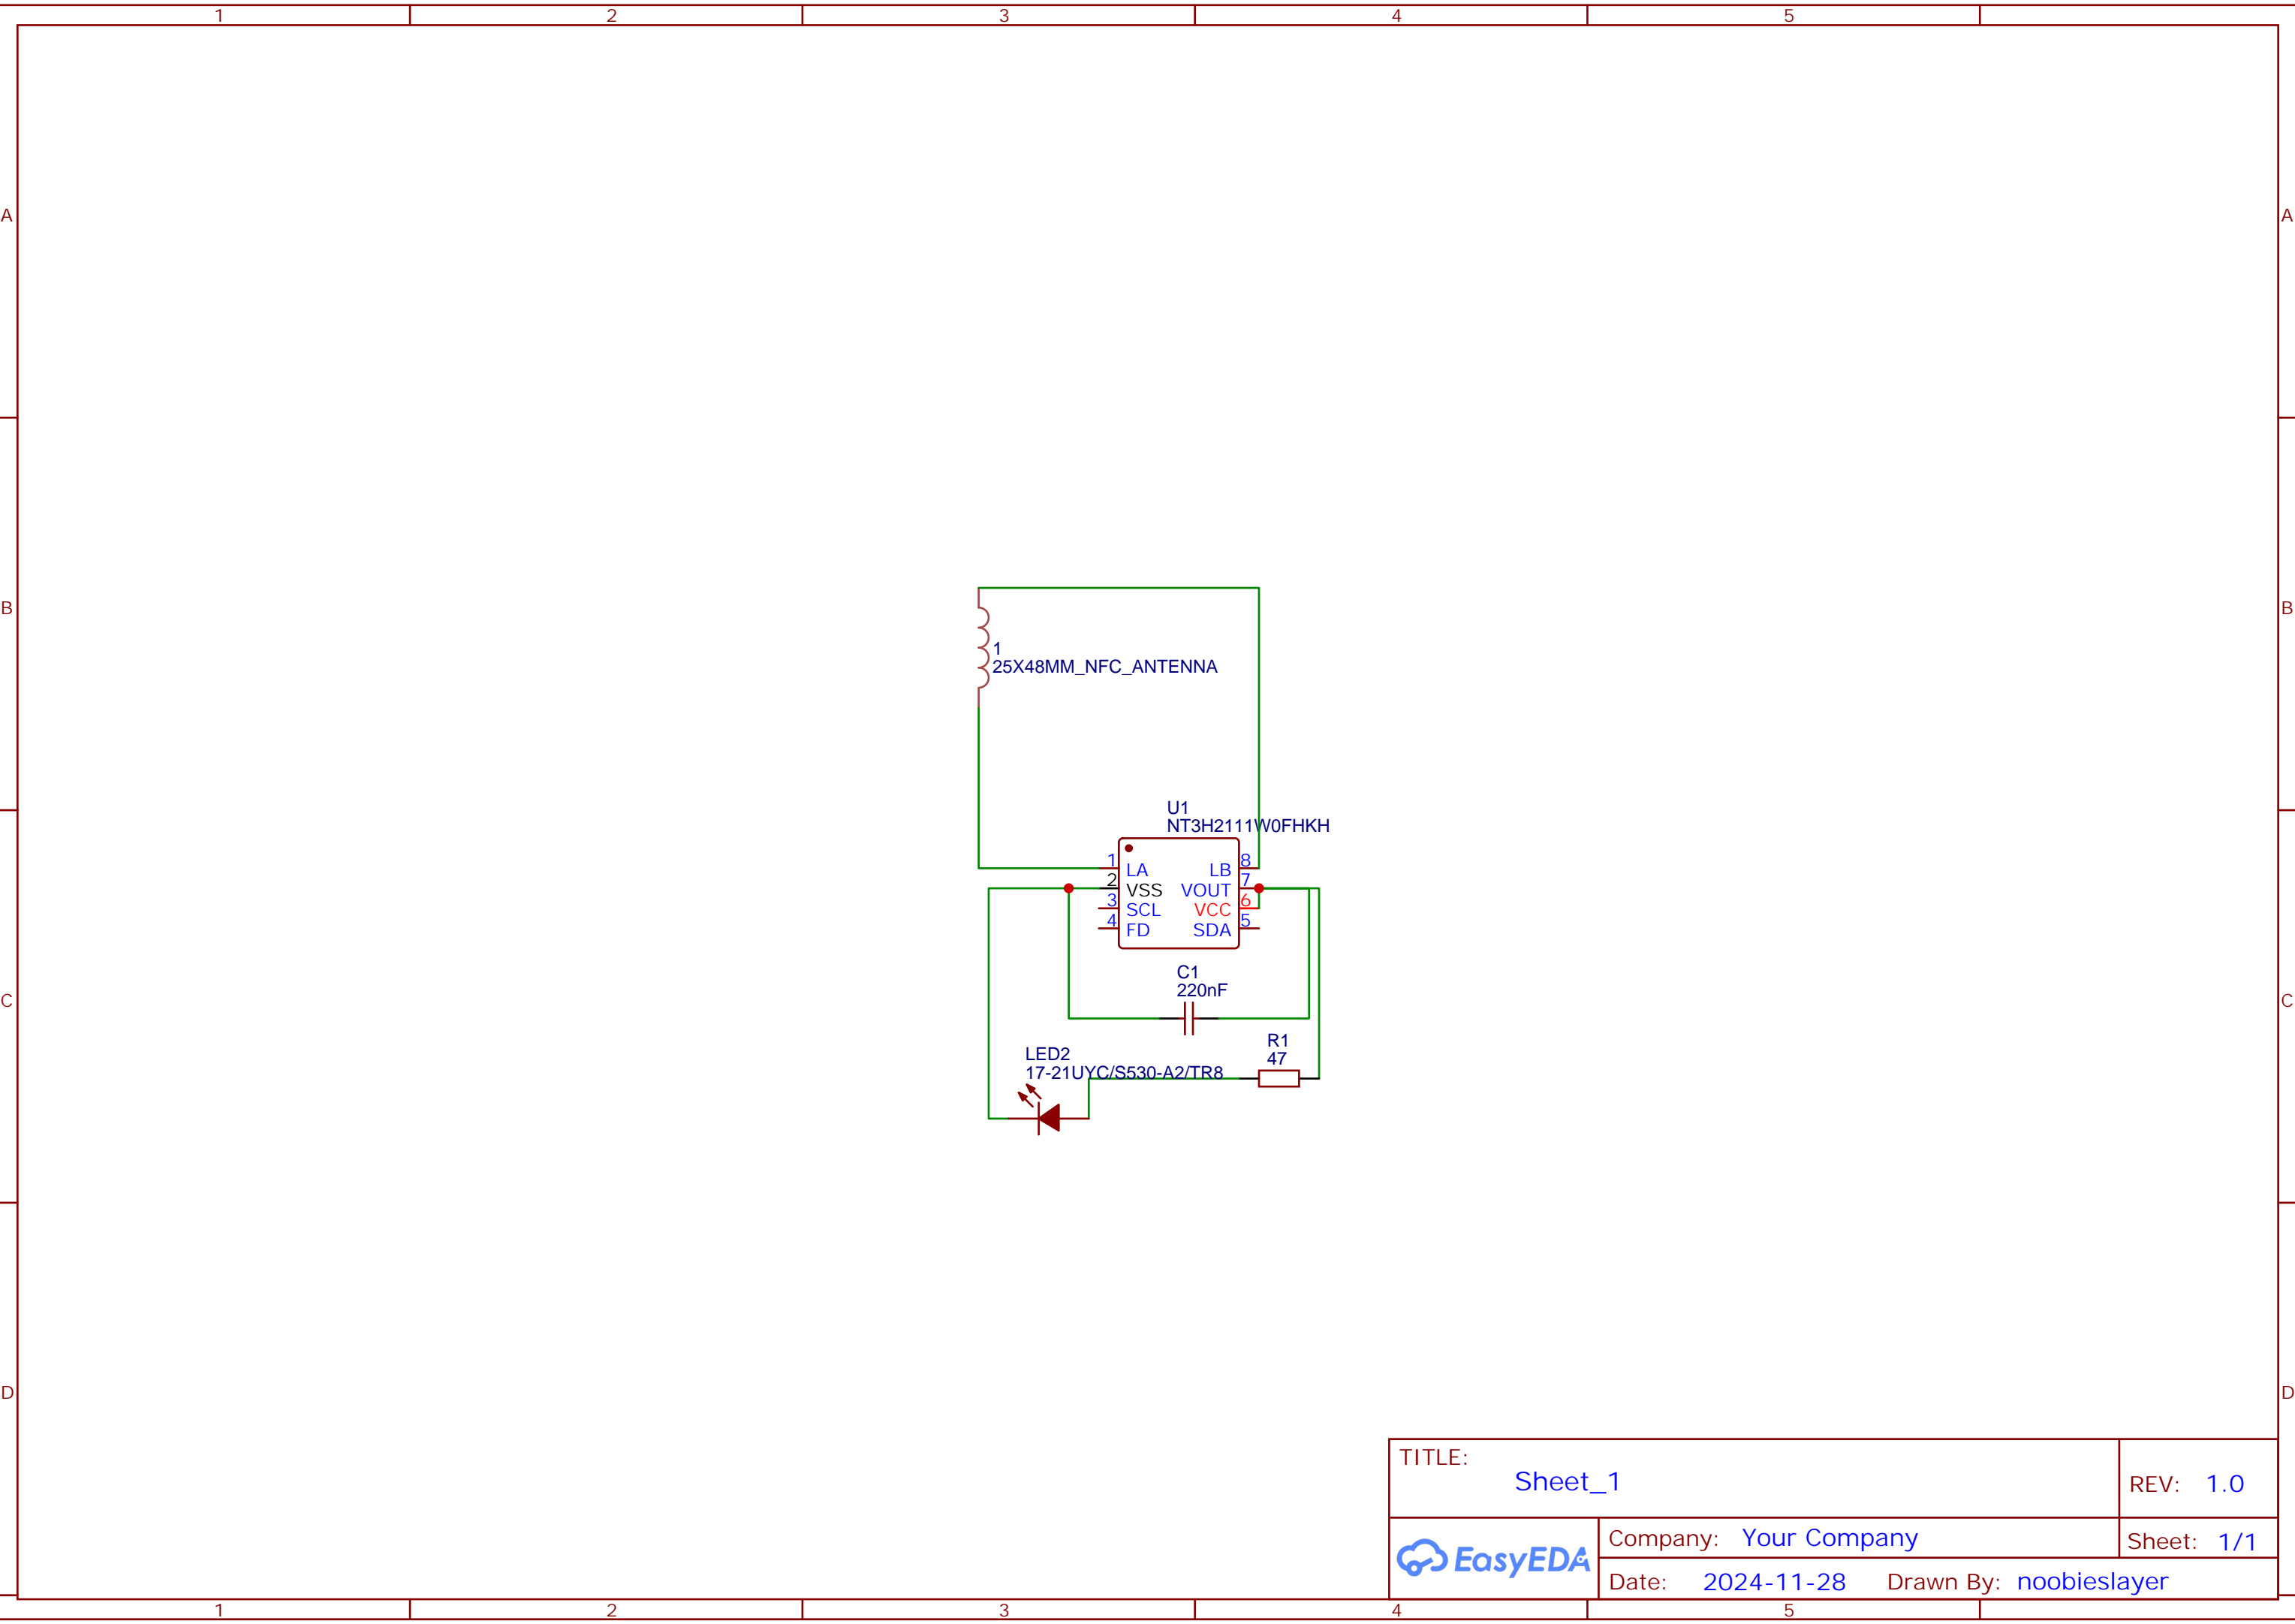 1 2 3 4 5
A A
B B
1
25X48MM_NFC_ANTENNA
U1
NT3H2111W0FHKH
1 LA LB 8
2 VSS VOUT 7
3 SCL VCC 6
4 FD SDA 5
C1
220nF
C C
R1
47
LED2
17-21UYC/S530-A2/TR8
D D
TITLE:
Sheet_1
REV: 1.0
EasyEDA
Company: Your Company
Sheet: 1/1
Date: 2024-11-28 Drawn By: noobieslayer
1 2 3 4 5